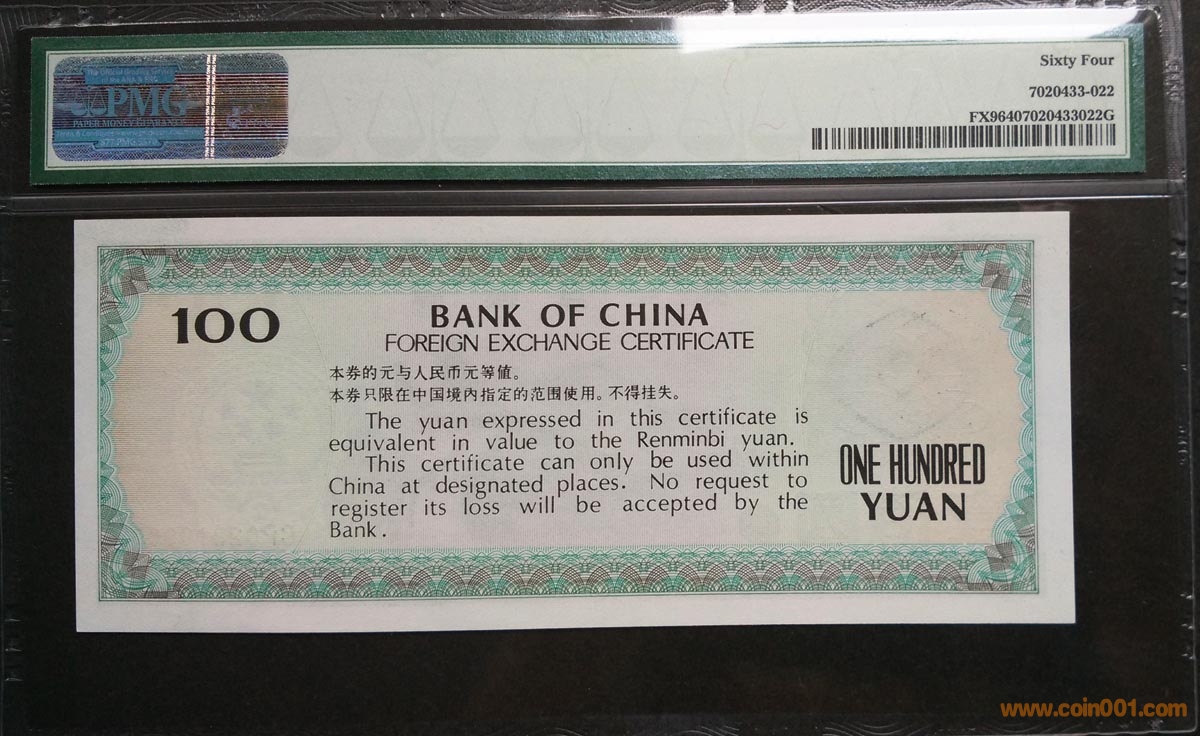 PMG
PAPER MONEY GUARANTY
Sixty Four
7020433-022
FX96407020433022G
100
BANK OF CHINA
FOREIGN EXCHANGE CERTIFICATE
本券的元与人民币元等値。
本券只限在中国境内指定的范围使用。不得挂失。
The yuan expressed in this certificate is
equivalent in value to the Renminbi yuan.
This certificate can only be used within
China at designated places. No request to
register its loss will be accepted by the
Bank.
ONE HUNDRED
YUAN
www.coin001.com